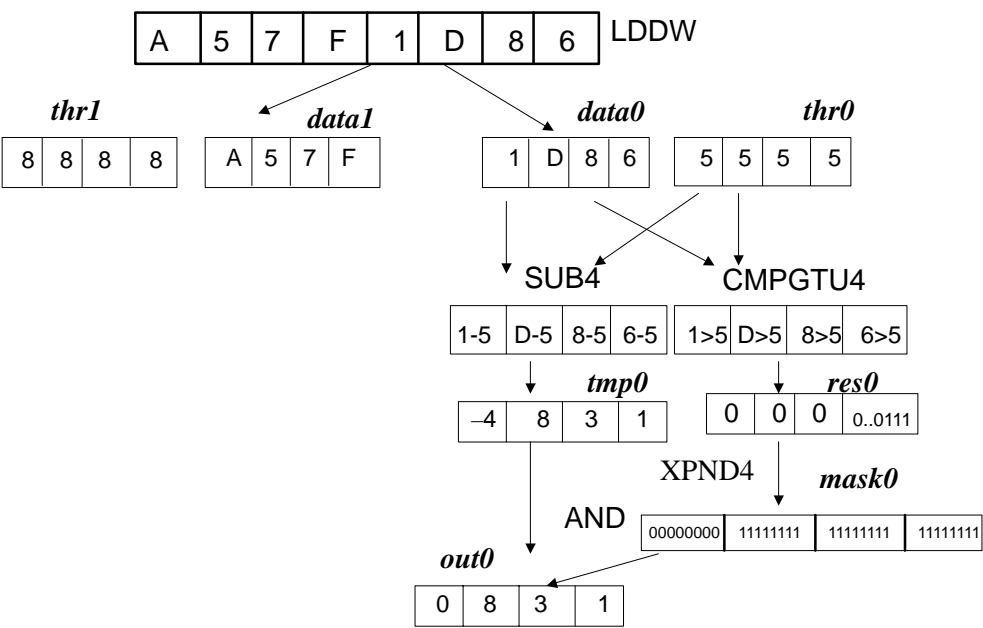 A 5 7 F 1 D 8 6 LDDW
thr1 data1 data0 thr0
8 8 8 8 A 5 7 F 1 D 8 6 5 5 5 5
SUB4 CMPGTU4
1-5 D-5 8-5 6-5 1>5 D>5 8>5 6>5
tmp0 res0
–4 8 3 1 0 0 0 0..0111
XPND4 mask0
AND 00000000 11111111 11111111 11111111
out0
0 8 3 1